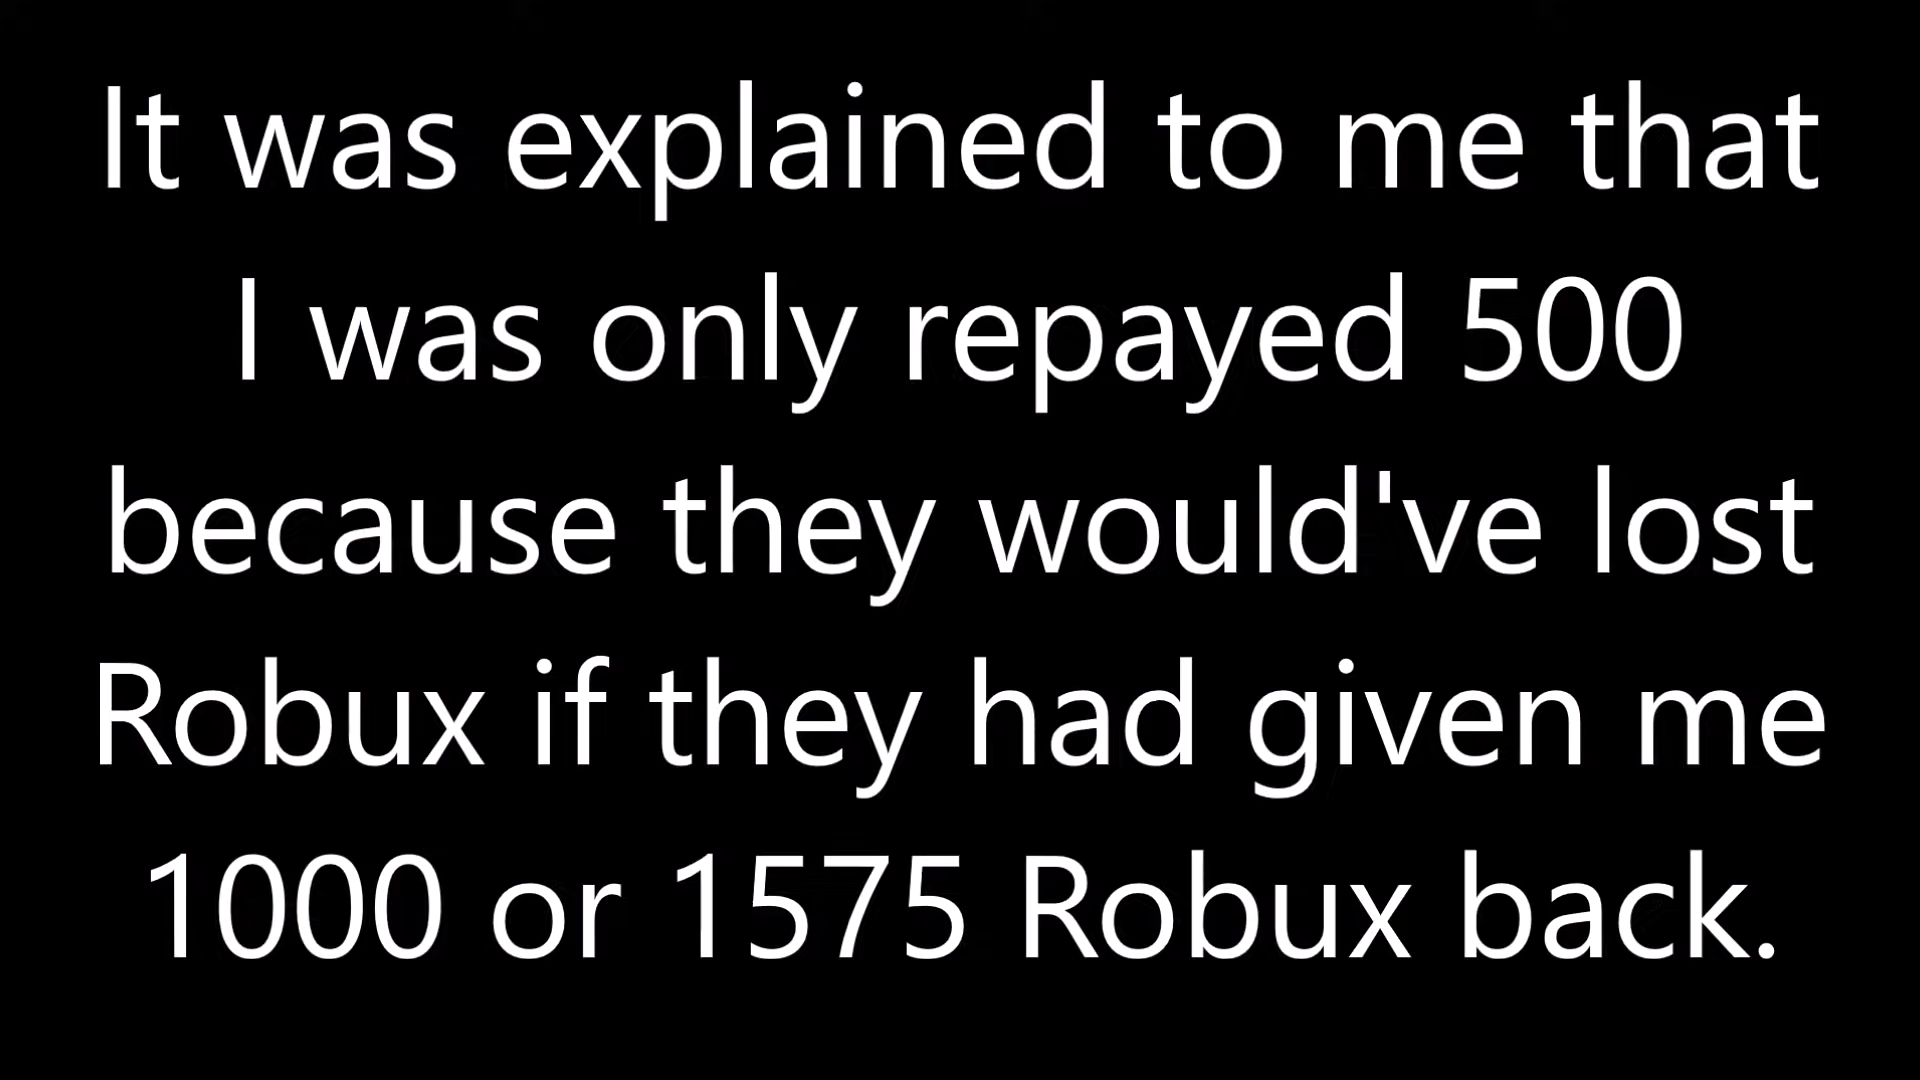 It was explained to me that
I was only repayed 500
because they would've lost
Robux if they had given me
1000 or 1575 Robux back.